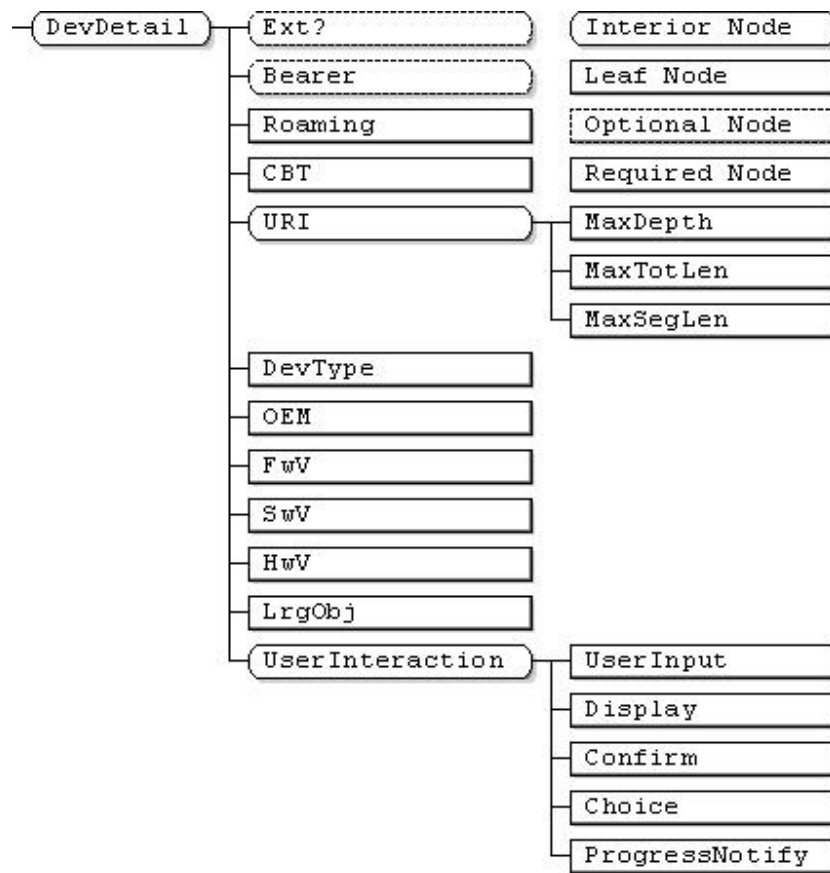 DevDetail
Ext?
Interior Node
Bearer
Leaf Node
Roaming
Optional Node
CBT
Required Node
URI
MaxDepth
MaxTotLen
MaxSegLen
DevType
OEM
FwV
SwV
HwV
LrgObj
UserInteraction
UserInput
Display
Confirm
Choice
ProgressNotify